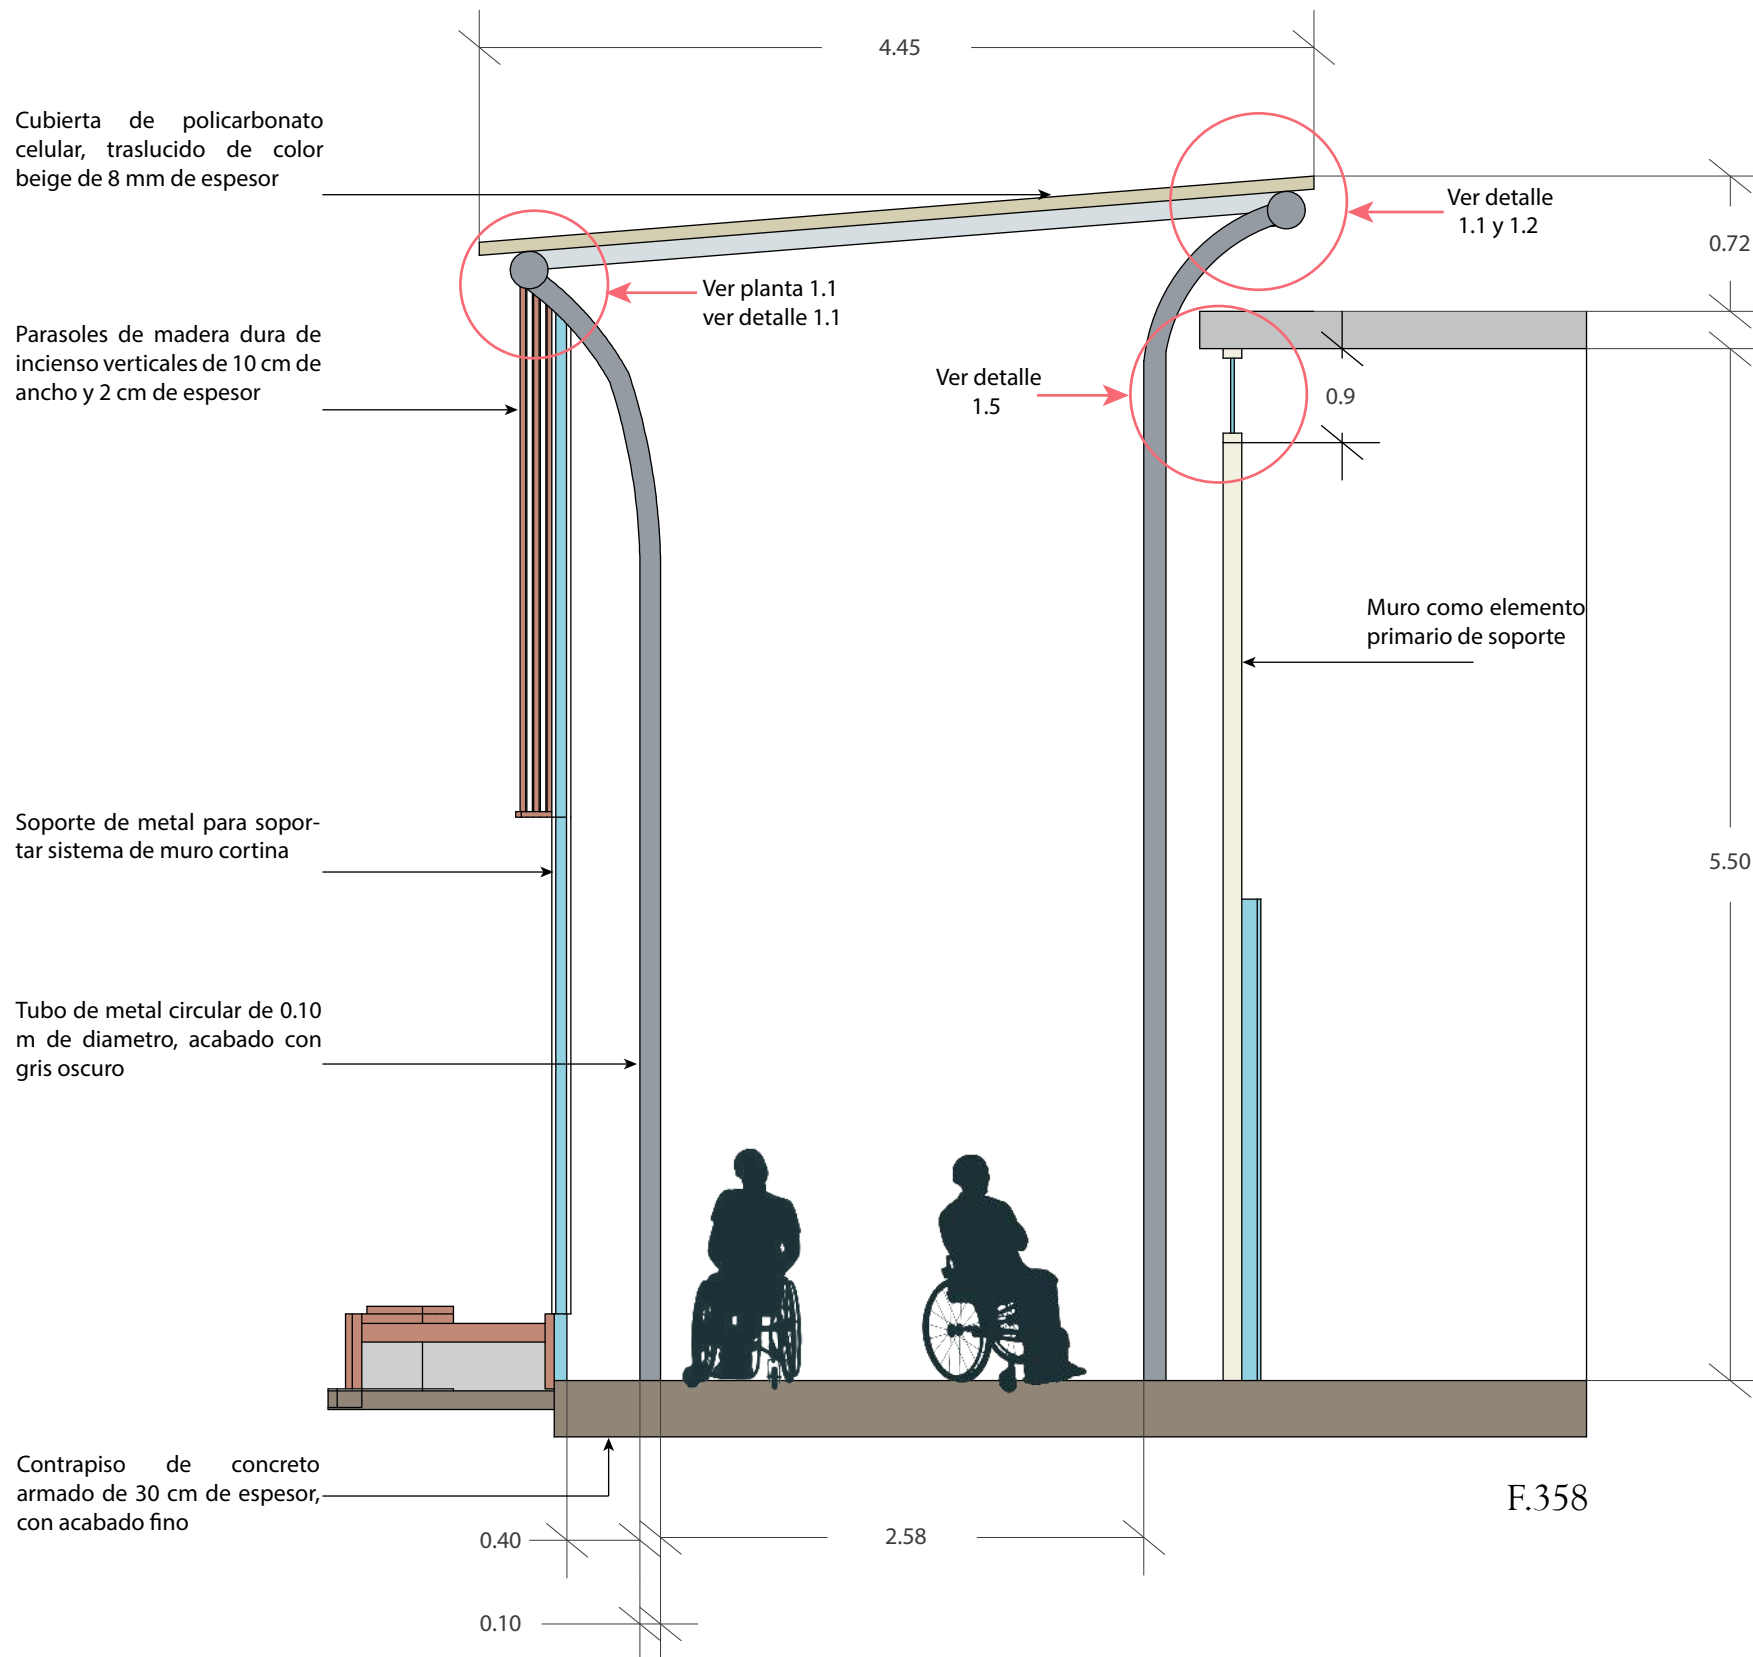 4.45
Cubierta de policarbonato
celular, traslucido de color
beige de 8 mm de espesor
Ver detalle
1.1 y 1.2
0.72
Ver planta 1.1
ver detalle 1.1
Parasoles de madera dura de
incienso verticales de 10 cm de
ancho y 2 cm de espesor
Ver detalle
1.5
0.9
Muro como elemento
primario de soporte
Soporte de metal para sopor-
tar sistema de muro cortina
5.50
Tubo de metal circular de 0.10
m de diametro, acabado con
gris oscuro
Contrapiso de concreto
armado de 30 cm de espesor,
con acabado fino
F.358
0.40
2.58
0.10